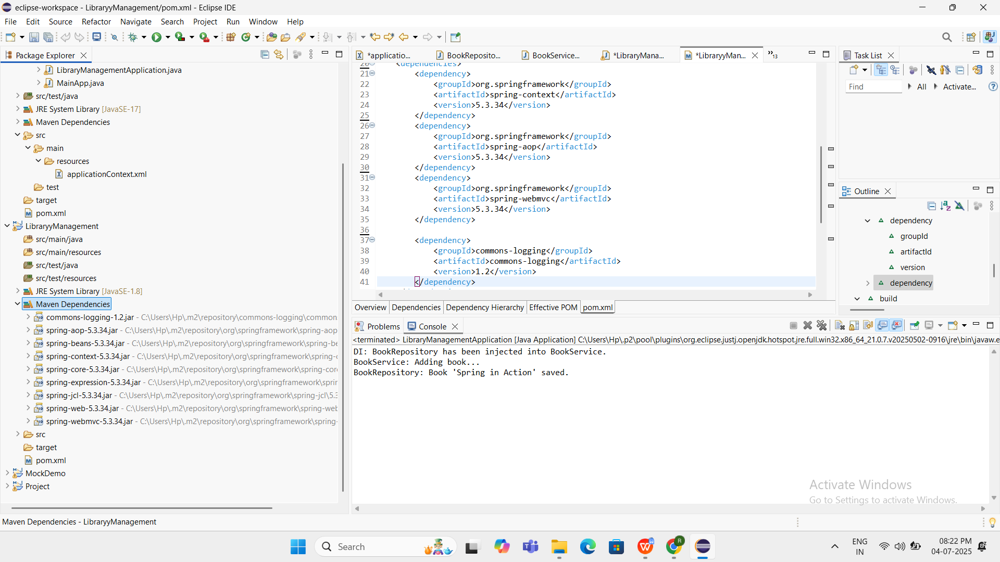 eclipse-workspace - LibraryyManagement/pom.xml - Eclipse IDE
File Edit Source Refactor Navigate Search Project Run Window Help
Package Explorer
LibraryManagementApplication.java
MainApp.java
src/test/java
JRE System Library [JavaSE-17]
Maven Dependencies
src
main
resources
applicationContext.xml
test
target
pom.xml
LibraryyManagement
src/main/java
src/main/resources
src/test/java
src/test/resources
JRE System Library [JavaSE-1.8]
Maven Dependencies
commons-logging-1.2.jar - C:\Users\Hp\.m2\repository\commons-logging\common
spring-aop-5.3.34.jar - C:\Users\Hp\.m2\repository\org\springframework\spring-aop
spring-beans-5.3.34.jar - C:\Users\Hp\.m2\repository\org\springframework\spring-be
spring-context-5.3.34.jar - C:\Users\Hp\.m2\repository\org\springframework\spring-c
spring-core-5.3.34.jar - C:\Users\Hp\.m2\repository\org\springframework\spring-cor
spring-expression-5.3.34.jar - C:\Users\Hp\.m2\repository\org\springframework\sprin
spring-jcl-5.3.34.jar - C:\Users\Hp\.m2\repository\org\springframework\spring-jcl\5.3
spring-web-5.3.34.jar - C:\Users\Hp\.m2\repository\org\springframework\spring-web
spring-webmvc-5.3.34.jar - C:\Users\Hp\.m2\repository\org\springframework\spring-
src
target
pom.xml
MockDemo
Project
*applicatio... BookReposito... BookService... *LibraryMana... *LibraryyMan... »13
20 <dependencies>
21 <dependency>
22 <groupId>org.springframework</groupId>
23 <artifactId>spring-context</artifactId>
24 <version>5.3.34</version>
25 </dependency>
26 <dependency>
27 <groupId>org.springframework</groupId>
28 <artifactId>spring-aop</artifactId>
29 <version>5.3.34</version>
30 </dependency>
31 <dependency>
32 <groupId>org.springframework</groupId>
33 <artifactId>spring-webmvc</artifactId>
34 <version>5.3.34</version>
35 </dependency>
36
37 <dependency>
38 <groupId>commons-logging</groupId>
39 <artifactId>commons-logging</artifactId>
40 <version>1.2</version>
41 </dependency>
Overview Dependencies Dependency Hierarchy Effective POM pom.xml
Problems Console
<terminated> LibraryManagementApplication [Java Application] C:\Users\Hp\.p2\pool\plugins\org.eclipse.justj.openjdk.hotspot.jre.full.win32.x86_64_21.0.7.v20250502-0916\jre\bin\javaw.e
DI: BookRepository has been injected into BookService.
BookService: Adding book...
BookRepository: Book 'Spring in Action' saved.
Task List
Find All Activate...
Outline
dependency
groupId
artifactId
version
dependency
build
Activate Windows
Go to Settings to activate Windows.
Maven Dependencies - LibraryyManagement
Search
ENG
IN
08:22 PM
04-07-2025